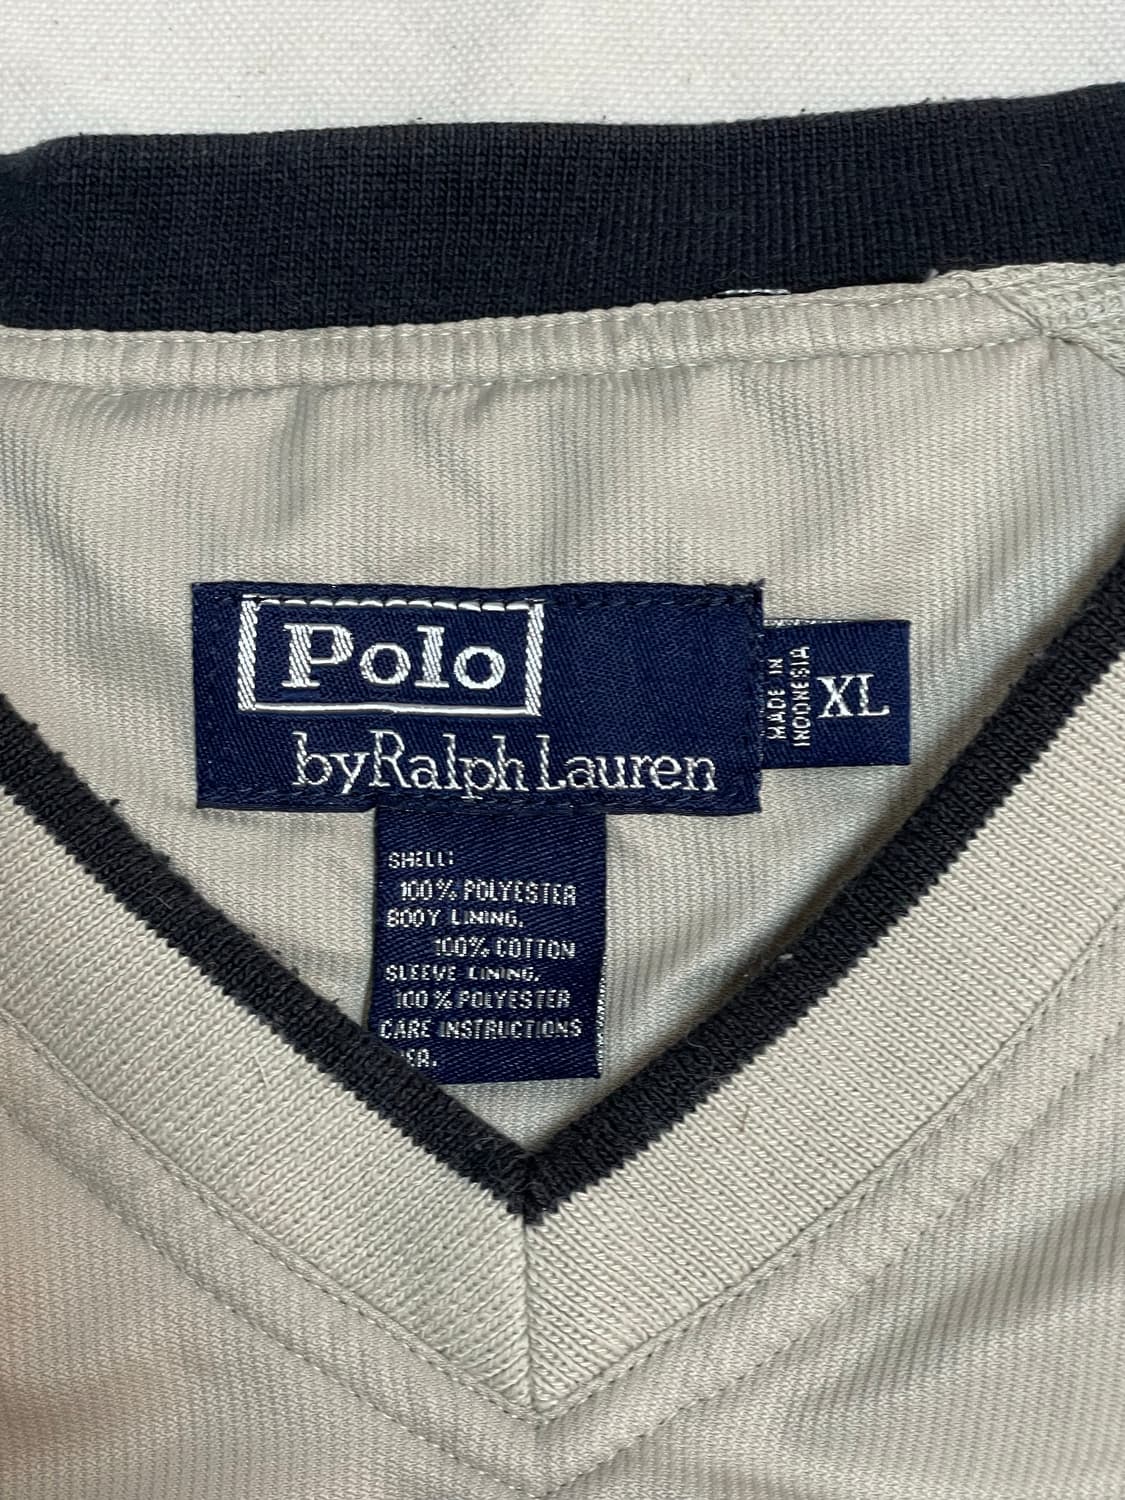 Polo
by Ralph Lauren
MADE IN
INDONESIA
XL
SHELL:
100% POLYESTER
BODY LINING.
100% COTTON
SLEEVE LINING.
100% POLYESTER
CARE INSTRUCTIONS